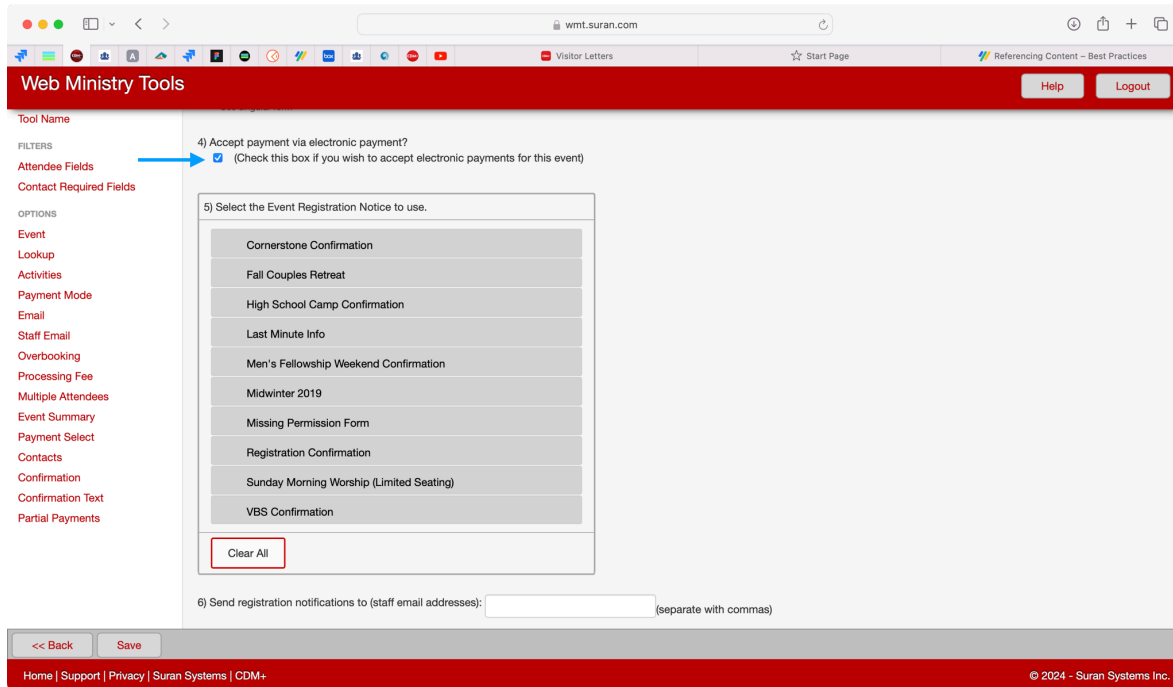 wmt.suran.com
Visitor Letters
Start Page
Referencing Content – Best Practices
Web Ministry Tools
Help
Logout
Tool Name
FILTERS
Attendee Fields
Contact Required Fields
OPTIONS
Event
Lookup
Activities
Payment Mode
Email
Staff Email
Overbooking
Processing Fee
Multiple Attendees
Event Summary
Payment Select
Contacts
Confirmation
Confirmation Text
Partial Payments
4) Accept payment via electronic payment?
(Check this box if you wish to accept electronic payments for this event)
5) Select the Event Registration Notice to use.
Cornerstone Confirmation
Fall Couples Retreat
High School Camp Confirmation
Last Minute Info
Men's Fellowship Weekend Confirmation
Midwinter 2019
Missing Permission Form
Registration Confirmation
Sunday Morning Worship (Limited Seating)
VBS Confirmation
Clear All
6) Send registration notifications to (staff email addresses):
(separate with commas)
<< Back
Save
Home | Support | Privacy | Suran Systems | CDM+
© 2024 - Suran Systems Inc.